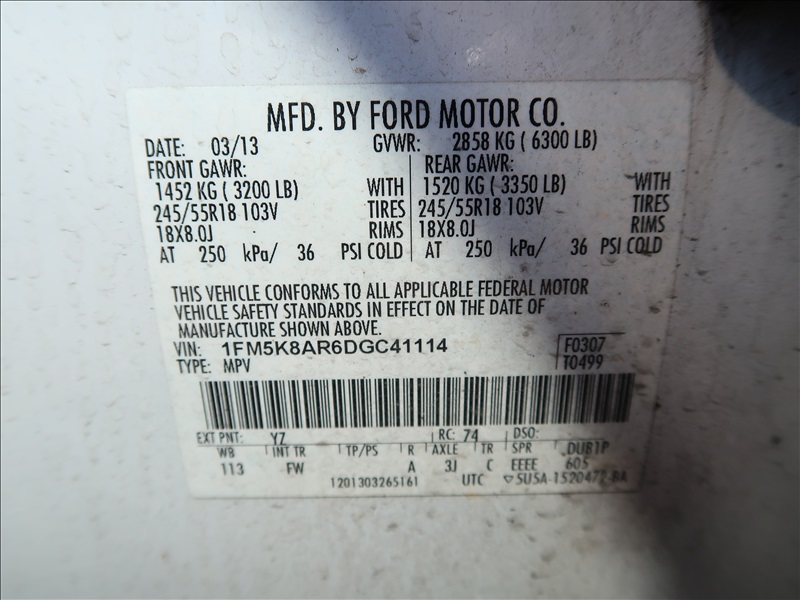 MFD. BY FORD MOTOR CO.
DATE: 03/13 GVWR: 2858 KG ( 6300 LB)
FRONT GAWR: REAR GAWR:
1452 KG ( 3200 LB) WITH 1520 KG ( 3350 LB) WITH
245/55R18 103V TIRES 245/55R18 103V TIRES
18X8.0J RIMS 18X8.0J RIMS
AT 250 kPa/ 36 PSI COLD AT 250 kPa/ 36 PSI COLD
THIS VEHICLE CONFORMS TO ALL APPLICABLE FEDERAL MOTOR
VEHICLE SAFETY STANDARDS IN EFFECT ON THE DATE OF
MANUFACTURE SHOWN ABOVE.
VIN: 1FM5K8AR6DGC41114 F0307
TYPE: MPV T0499
EXT PNT: YZ RC: 74 DSO:
WB INT TR TP/PS R AXLE TR SPR DUB1P
113 FW A 3J C EEEE 605
1201303265161 UTC ▽5U5A-1520472-BA